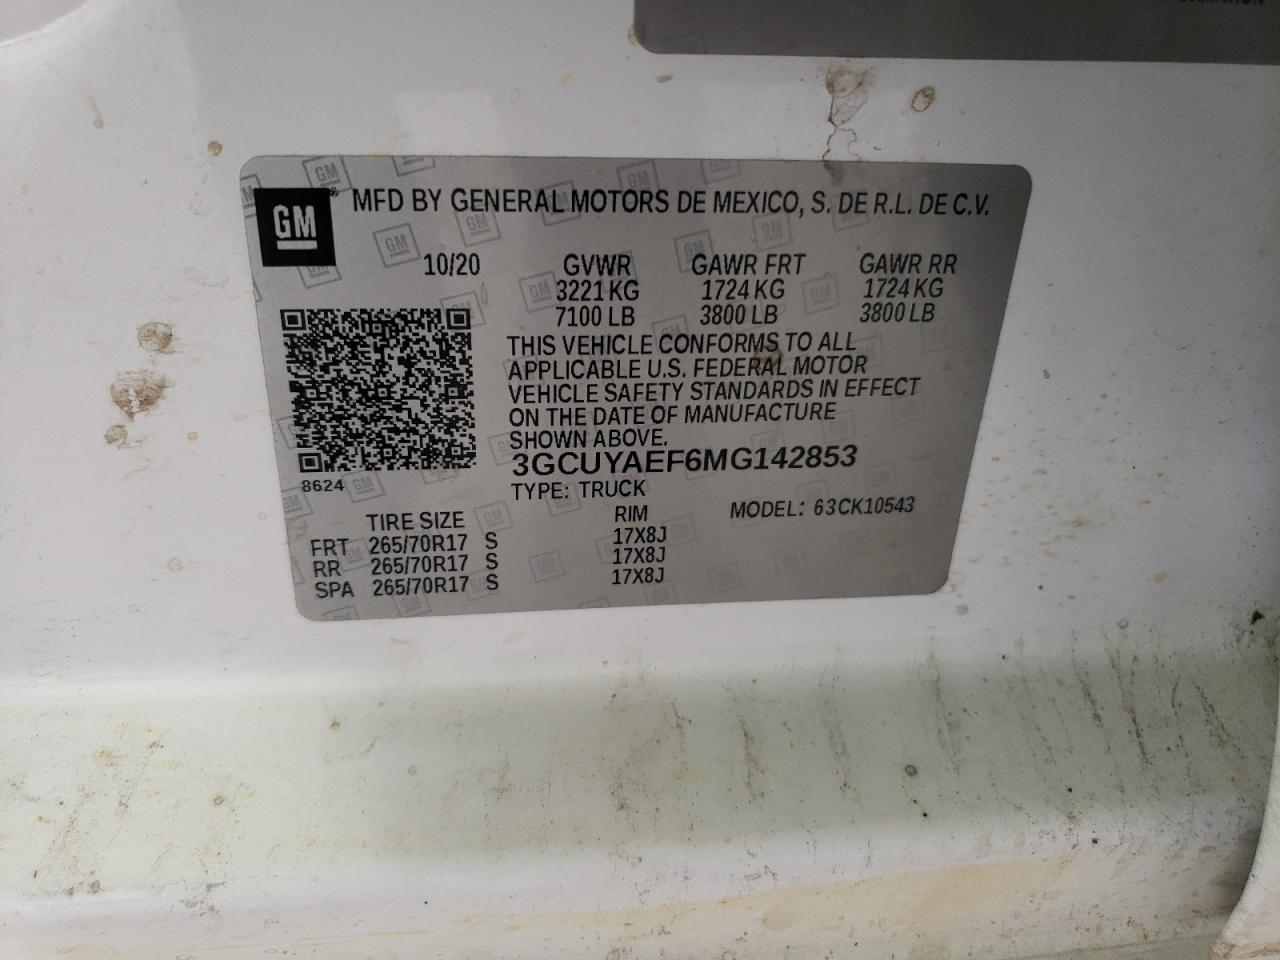 GM
MFD BY GENERAL MOTORS DE MEXICO, S. DE R.L. DE C.V.
10/20 GVWR GAWR FRT GAWR RR
3221 KG 1724 KG 1724 KG
7100 LB 3800 LB 3800 LB
THIS VEHICLE CONFORMS TO ALL
APPLICABLE U.S. FEDERAL MOTOR
VEHICLE SAFETY STANDARDS IN EFFECT
ON THE DATE OF MANUFACTURE
SHOWN ABOVE.
3GCUYAEF6MG142853
8624
TYPE: TRUCK
MODEL: 63CK10543
TIRE SIZE RIM
FRT 265/70R17 S 17X8J
RR 265/70R17 S 17X8J
SPA 265/70R17 S 17X8J